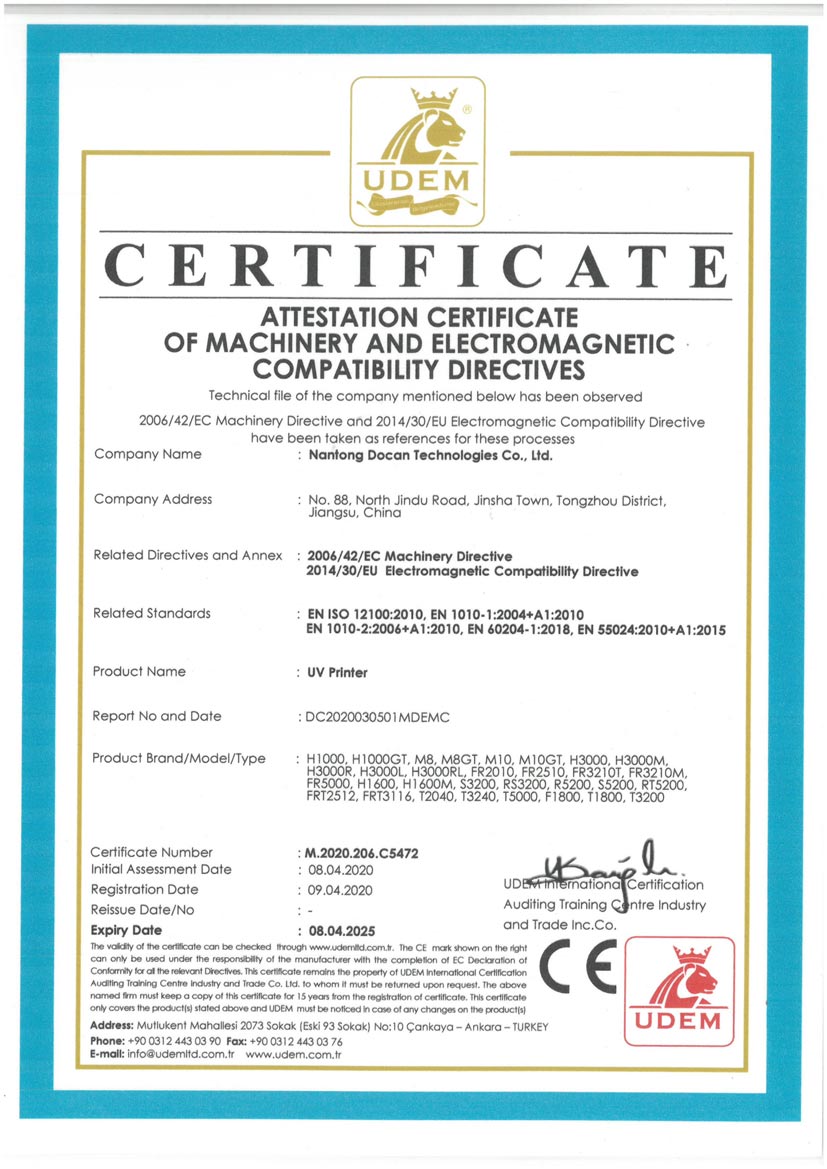 ®
UDEM
CERTIFICATE
ATTESTATION CERTIFICATE
OF MACHINERY AND ELECTROMAGNETIC
COMPATIBILITY DIRECTIVES
Technical file of the company mentioned below has been observed
2006/42/EC Machinery Directive and 2014/30/EU Electromagnetic Compatibility Directive
have been taken as references for these processes
Company Name : Nantong Docan Technologies Co., Ltd.
Company Address : No. 88, North Jindu Road, Jinsha Town, Tongzhou District,
Jiangsu, China
Related Directives and Annex : 2006/42/EC Machinery Directive
2014/30/EU Electromagnetic Compatibility Directive
Related Standards : EN ISO 12100:2010, EN 1010-1:2004+A1:2010
EN 1010-2:2006+A1:2010, EN 60204-1:2018, EN 55024:2010+A1:2015
Product Name : UV Printer
Report No and Date : DC2020030501MDEMC
Product Brand/Model/Type : H1000, H1000GT, M8, M8GT, M10, M10GT, H3000, H3000M,
H3000R, H3000L, H3000RL, FR2010, FR2510, FR3210T, FR3210M,
FR5000, H1600, H1600M, S3200, RS3200, R5200, S5200, RT5200,
FRT2512, FRT3116, T2040, T3240, T5000, F1800, T1800, T3200
Certificate Number : M.2020.206.C5472
Initial Assessment Date : 08.04.2020
Registration Date : 09.04.2020
Reissue Date/No : -
Expiry Date : 08.04.2025
UDEM International Certification
Auditing Training Centre Industry
and Trade Inc.Co.
The validity of the certificate can be checked through www.udemltd.com.tr. The CE mark shown on the right
can only be used under the responsibility of the manufacturer with the completion of EC Declaration of
Conformity for all the relevant Directives. This certificate remains the property of UDEM International Certification
Auditing Training Centre Industry and Trade Co. Ltd. to whom it must be returned upon request. The above
named firm must keep a copy of this certificate for 15 years from the registration of certificate. This certificate
only covers the product(s) stated above and UDEM must be noticed in case of any changes on the product(s)
CE
UDEM
Address: Mutlukent Mahallesi 2073 Sokak (Eski 93 Sokak) No:10 Çankaya – Ankara – TURKEY
Phone: +90 0312 443 03 90 Fax: +90 0312 443 03 76
E-mail: info@udemltd.com.tr www.udem.com.tr